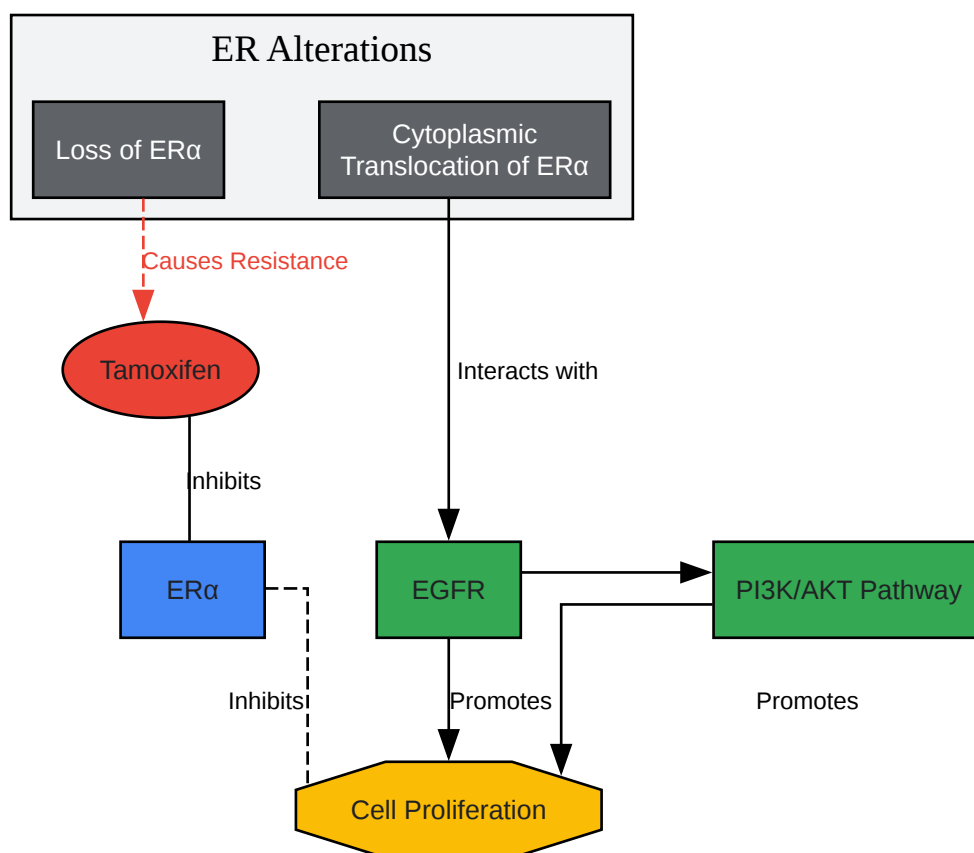 ER Alterations
Loss of ERα
Cytoplasmic
Translocation of ERα
Causes Resistance
Tamoxifen
Interacts with
Inhibits
ERα
EGFR
PI3K/AKT Pathway
Inhibits
Promotes
Promotes
Cell Proliferation